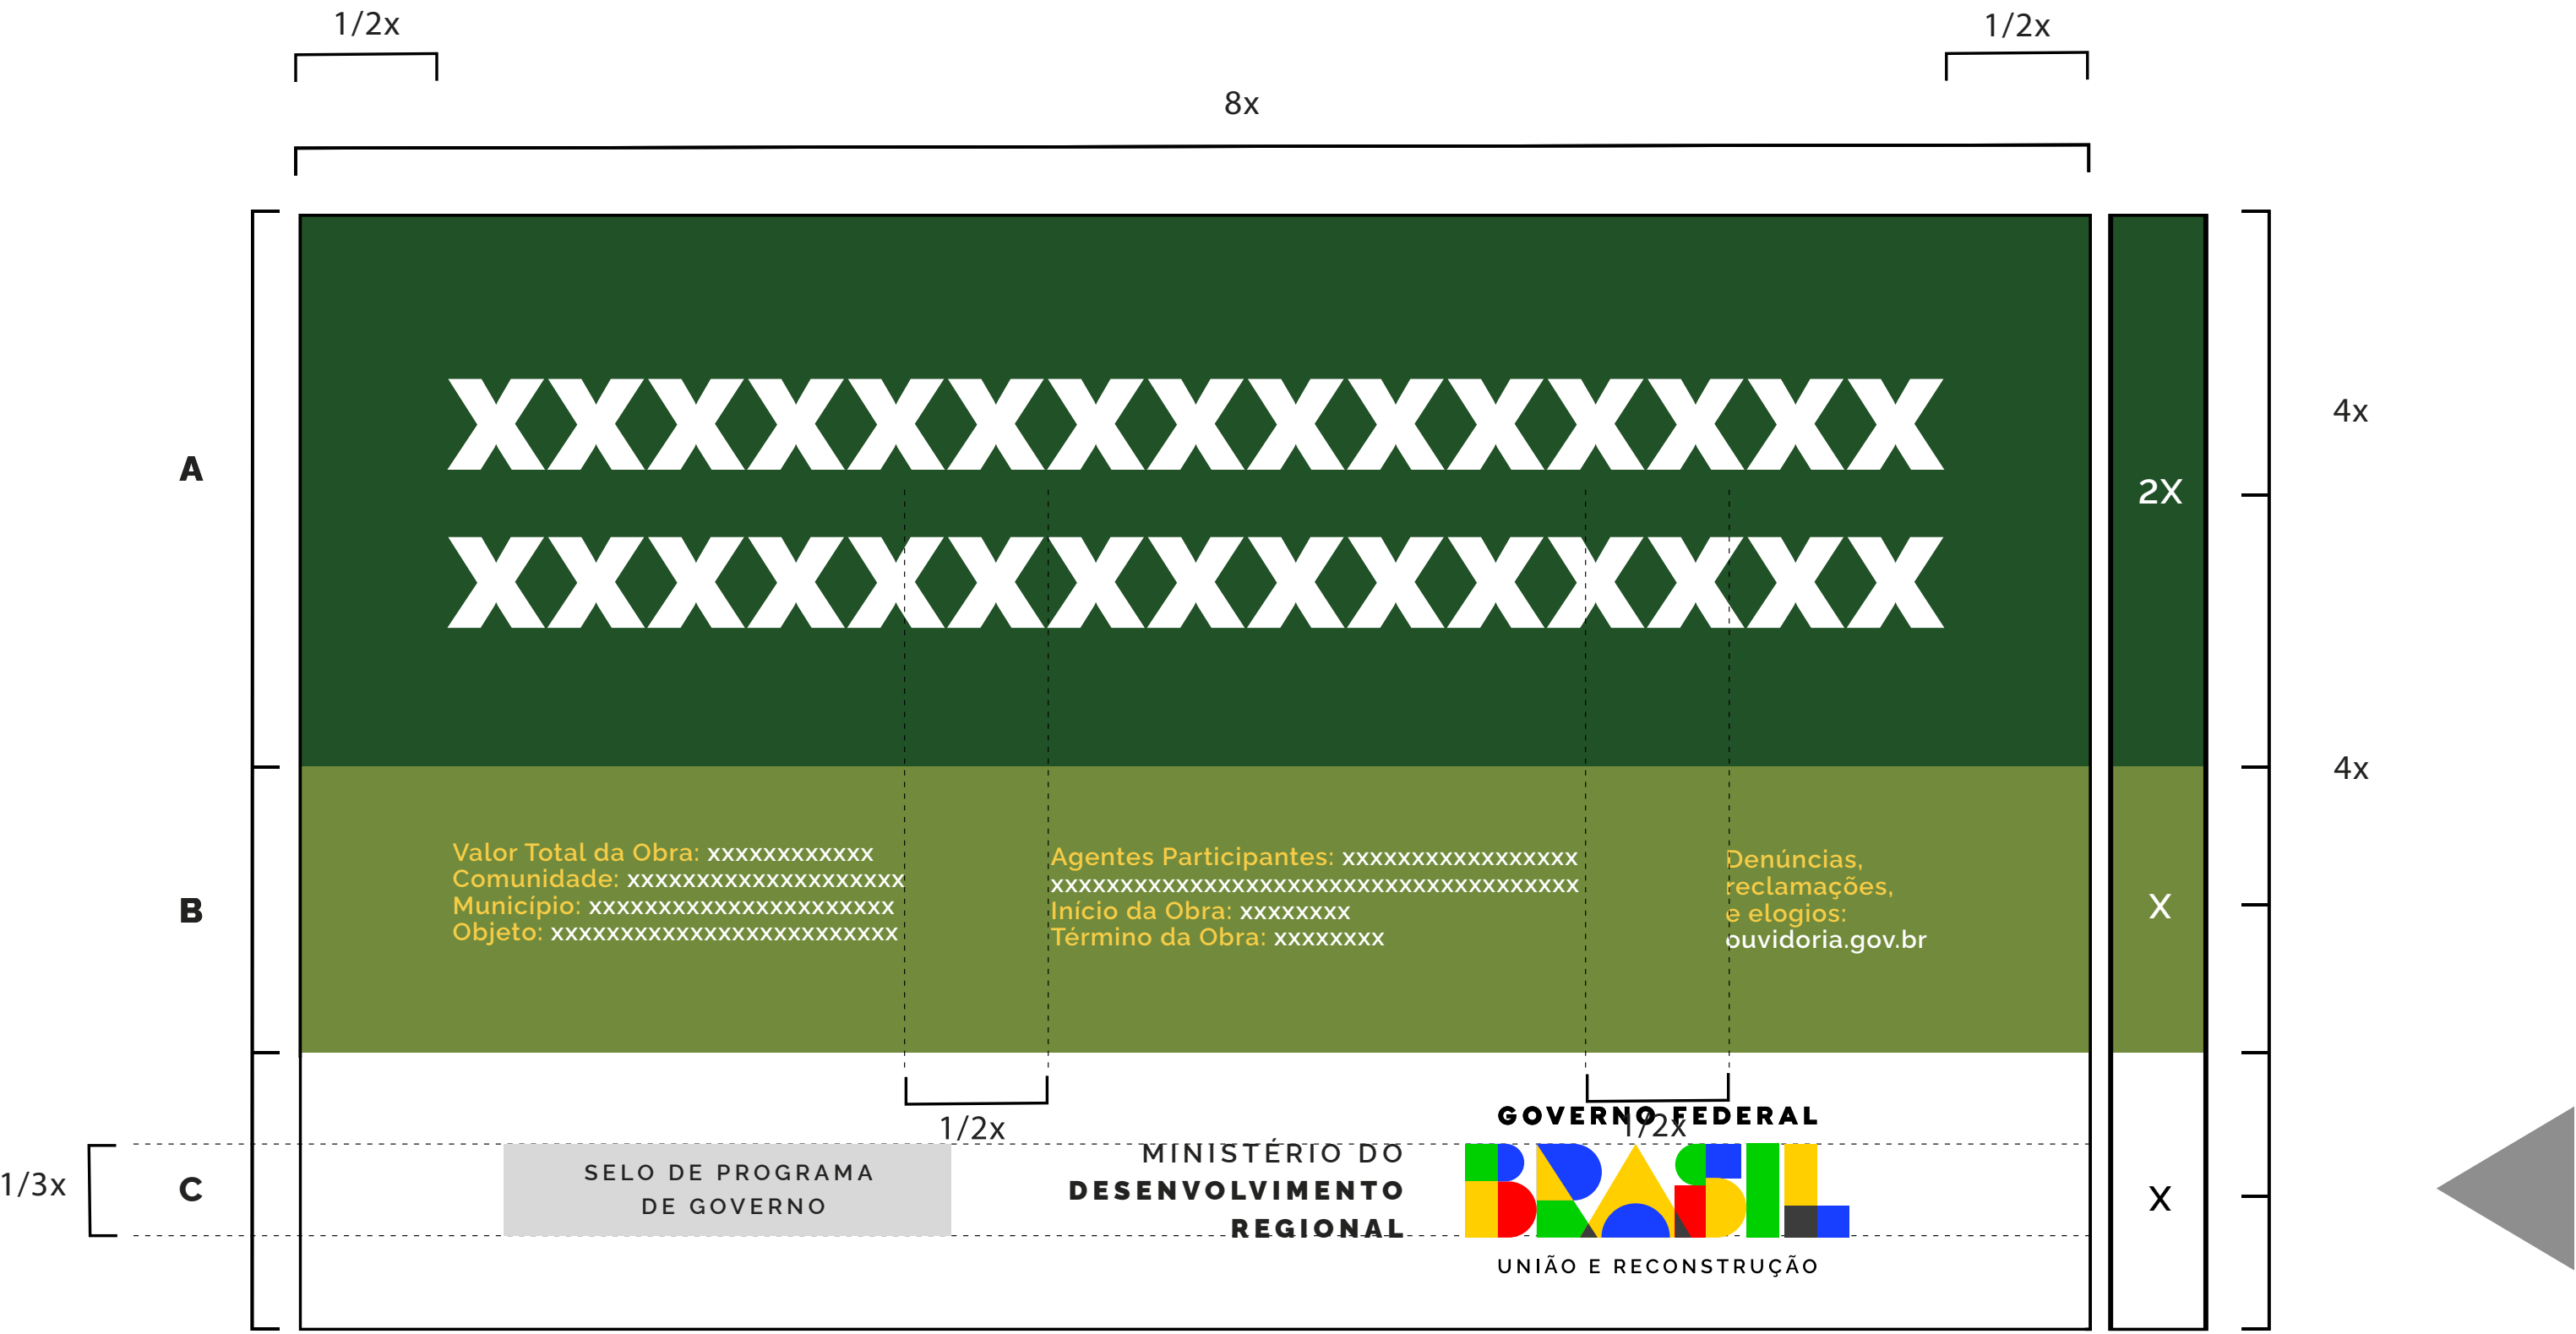 1/2x
1/2x
8x
XXXXXXXXXXXXXXX
XXXXXXXXXXXXXXX
A
2X
4x
4x
Valor Total da Obra: xxxxxxxxxxxx
Comunidade: xxxxxxxxxxxxxxxxxxxx
Município: xxxxxxxxxxxxxxxxxxxxxx
Objeto: xxxxxxxxxxxxxxxxxxxxxxxxx
Agentes Participantes: xxxxxxxxxxxxxxxxx
xxxxxxxxxxxxxxxxxxxxxxxxxxxxxxxxxxxxxx
Início da Obra: xxxxxxxx
Término da Obra: xxxxxxxx
Denúncias,
reclamações,
e elogios:
ouvidoria.gov.br
B
X
1/2x
1/2x
1/3x
C
SELO DE PROGRAMA
DE GOVERNO
MINISTÉRIO DO
DESENVOLVIMENTO
REGIONAL
GOVERNO FEDERAL
BRASIL
UNIÃO E RECONSTRUÇÃO
X